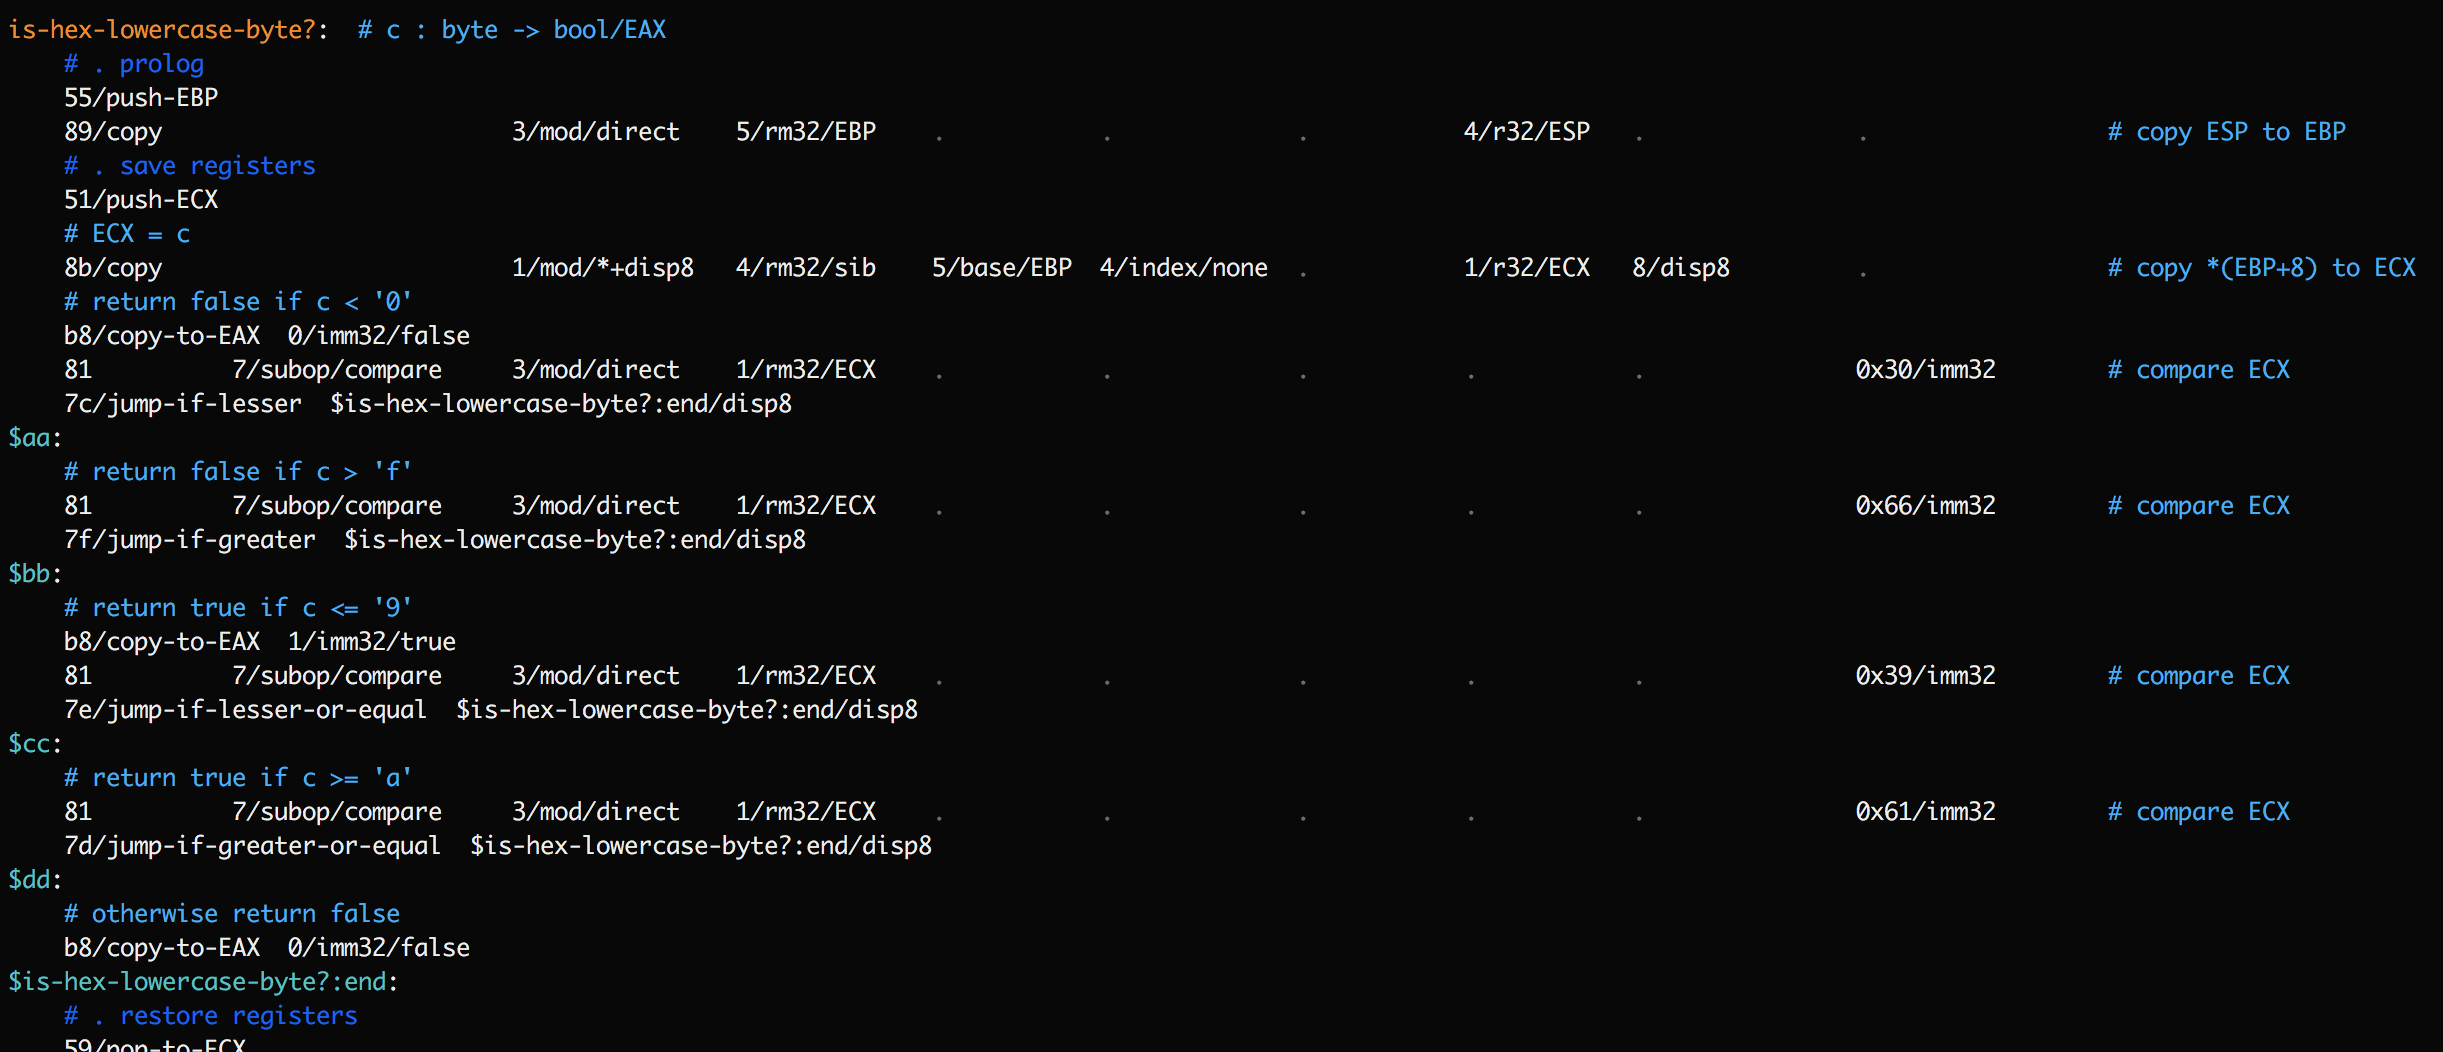 is-hex-lowercase-byte?:  # c : byte -> bool/EAX
    # . prolog
    55/push-EBP
    89/copy                         3/mod/direct    5/rm32/EBP    .           .             .           4/r32/ESP   .               .                 # copy ESP to EBP
    # . save registers
    51/push-ECX
    # ECX = c
    8b/copy                         1/mod/*+disp8   4/rm32/sib    5/base/EBP  4/index/none  .           1/r32/ECX   8/disp8         .                 # copy *(EBP+8) to ECX
    # return false if c < '0'
    b8/copy-to-EAX  0/imm32/false
    81          7/subop/compare     3/mod/direct    1/rm32/ECX    .           .             .           .           .               0x30/imm32        # compare ECX
    7c/jump-if-lesser  $is-hex-lowercase-byte?:end/disp8
$aa:
    # return false if c > 'f'
    81          7/subop/compare     3/mod/direct    1/rm32/ECX    .           .             .           .           .               0x66/imm32        # compare ECX
    7f/jump-if-greater  $is-hex-lowercase-byte?:end/disp8
$bb:
    # return true if c <= '9'
    b8/copy-to-EAX  1/imm32/true
    81          7/subop/compare     3/mod/direct    1/rm32/ECX    .           .             .           .           .               0x39/imm32        # compare ECX
    7e/jump-if-lesser-or-equal  $is-hex-lowercase-byte?:end/disp8
$cc:
    # return true if c >= 'a'
    81          7/subop/compare     3/mod/direct    1/rm32/ECX    .           .             .           .           .               0x61/imm32        # compare ECX
    7d/jump-if-greater-or-equal  $is-hex-lowercase-byte?:end/disp8
$dd:
    # otherwise return false
    b8/copy-to-EAX  0/imm32/false
$is-hex-lowercase-byte?:end:
    # . restore registers
    59/pop-to-ECX